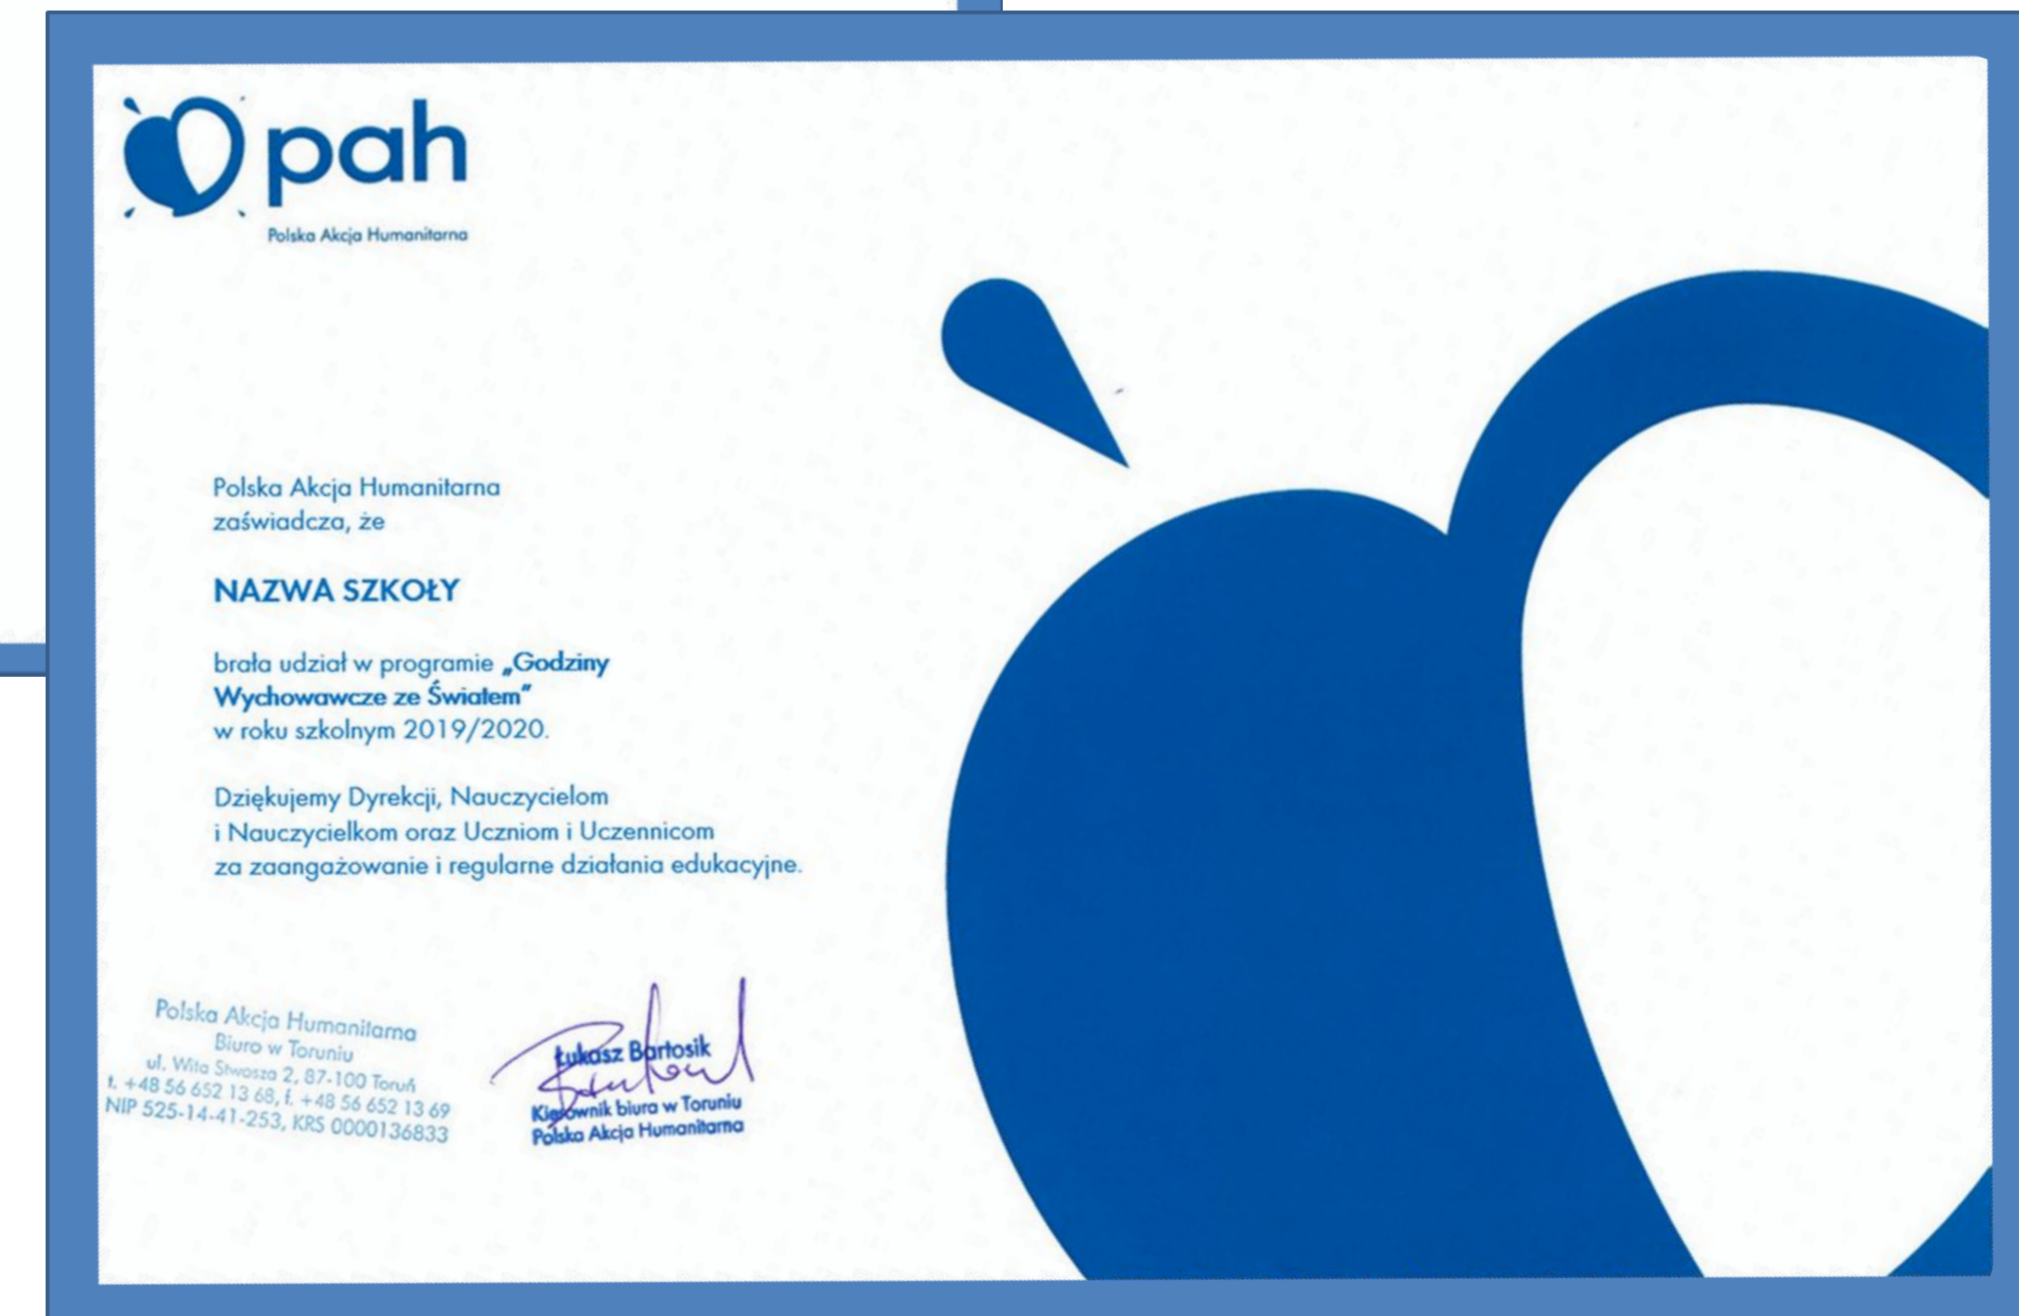 pah
Polska Akcja Humanitarna
Polska Akcja Humanitarna
zaświadcza, że
NAZWA SZKOŁY
brała udział w programie „Godziny
Wychowawcze ze Światem”
w roku szkolnym 2019/2020.
Dziękujemy Dyrekcji, Nauczycielom
i Nauczycielkom oraz Uczniom i Uczennicom
za zaangażowanie i regularne działania edukacyjne.
Polska Akcja Humanitarna
Biuro w Toruniu
ul. Wita Stwosza 2, 87-100 Toruń
t. +48 56 652 13 68, f. +48 56 652 13 69
NIP 525-14-41-253, KRS 0000136833
Łukasz Bartosik
Kierownik biura w Toruniu
Polska Akcja Humanitarna